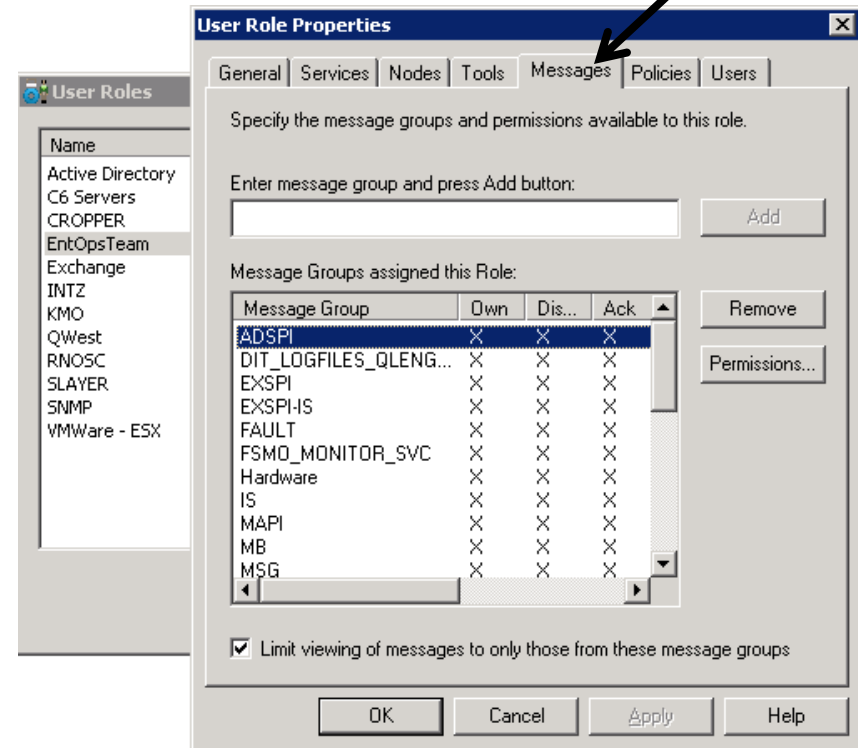 User Roles
Name
Active Directory
C6 Servers
CROPPER
EntOpsTeam
Exchange
INTZ
KMO
QWest
RNOSC
SLAYER
SNMP
VMWare - ESX
User Role Properties
General Services Nodes Tools Messages Policies Users
Specify the message groups and permissions available to this role.
Enter message group and press Add button:
Add
Message Groups assigned this Role:
Message Group Own Dis... Ack
ADSPI X X X
DIT_LOGFILES_QLENG... X X X
EXSPI X X X
EXSPI-IS X X X
FAULT X X X
FSMO_MONITOR_SVC X X X
Hardware X X X
IS X X X
MAPI X X X
MB X X X
MSG X X X
Remove
Permissions...
Limit viewing of messages to only those from these message groups
OK Cancel Apply Help